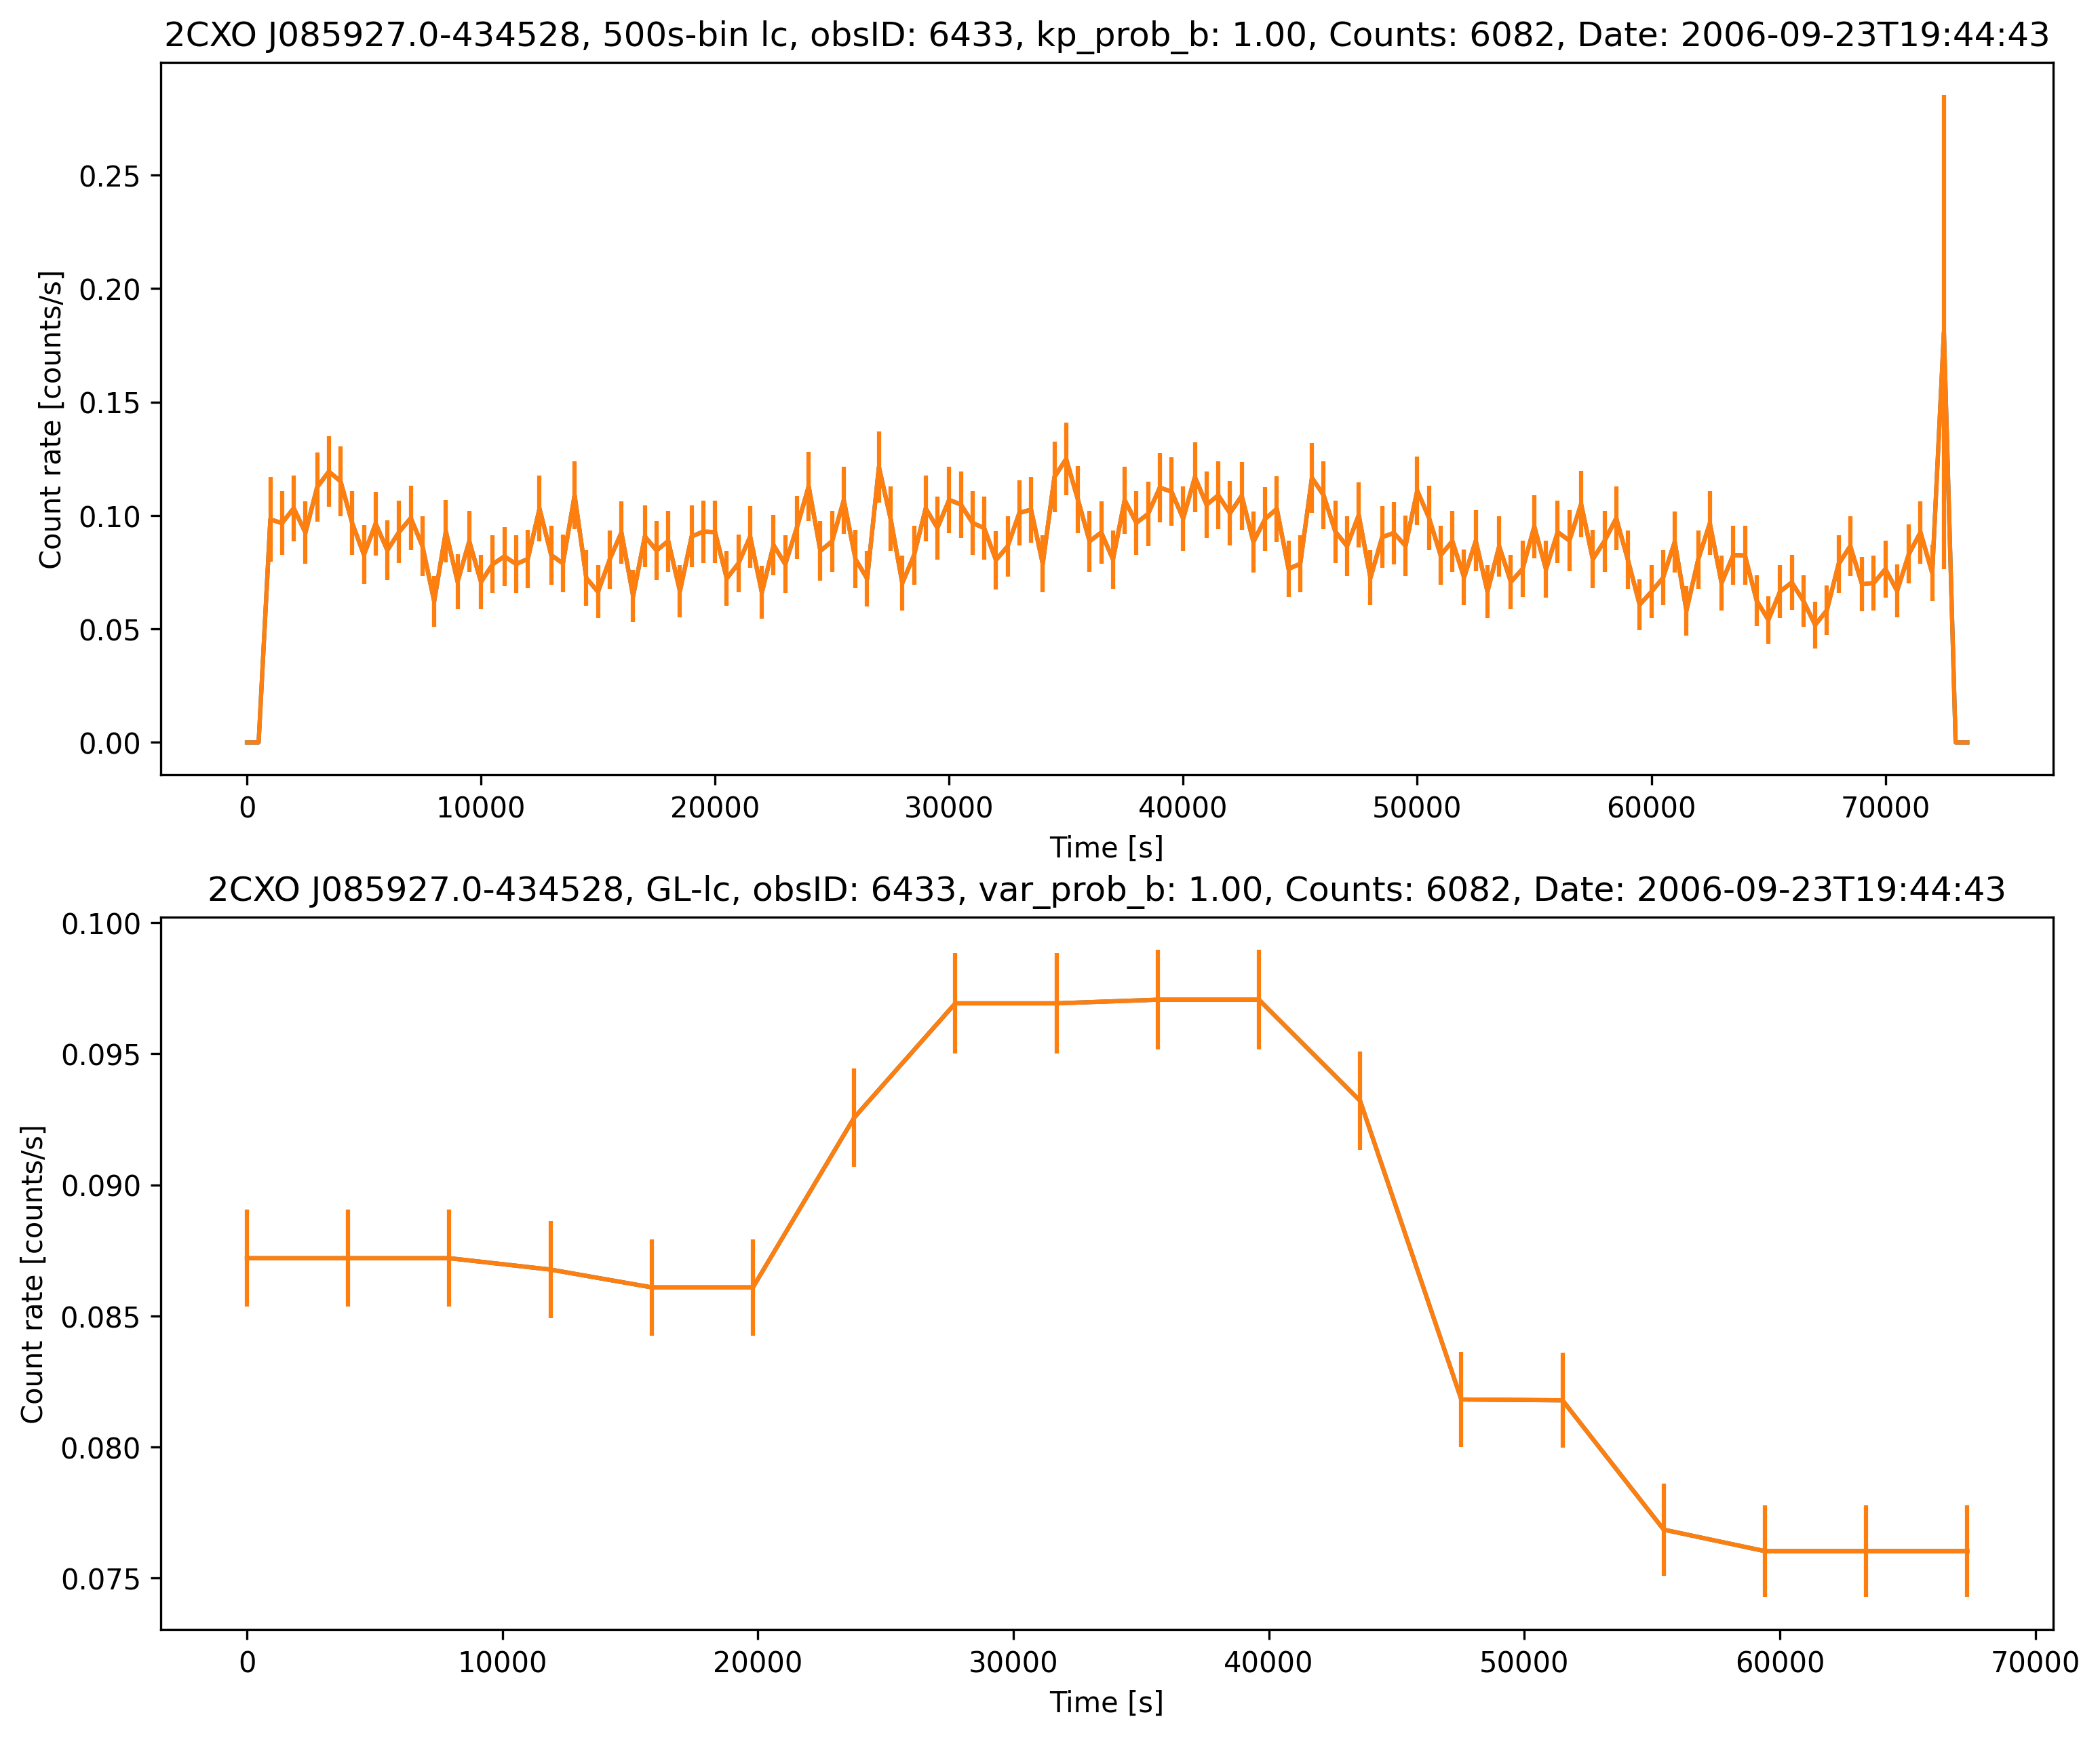 2CXO J085927.0-434528, 500s-bin lc, obsID: 6433, kp_prob_b: 1.00, Counts: 6082, Date: 2006-09-23T19:44:43
Count rate [counts/s]
0.25
0.20
0.15
0.10
0.05
0.00
0 10000 20000 30000 40000 50000 60000 70000
Time [s]
2CXO J085927.0-434528, GL-lc, obsID: 6433, var_prob_b: 1.00, Counts: 6082, Date: 2006-09-23T19:44:43
Count rate [counts/s]
0.100
0.095
0.090
0.085
0.080
0.075
0 10000 20000 30000 40000 50000 60000 70000
Time [s]